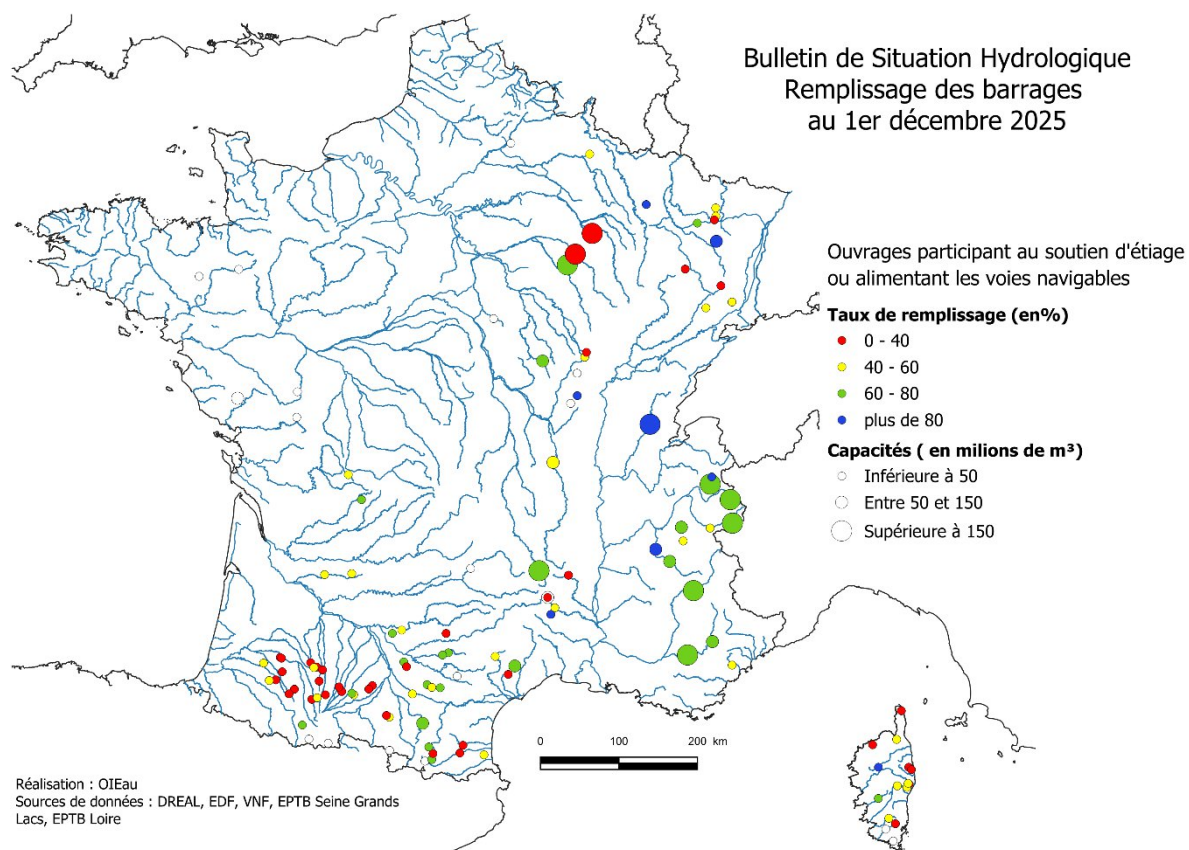 Bulletin de Situation Hydrologique
Remplissage des barrages
au 1er décembre 2025
Ouvrages participant au soutien d'étiage
ou alimentant les voies navigables
Taux de remplissage (en%)
0 - 40
40 - 60
60 - 80
plus de 80
Capacités ( en milions de m³)
Inférieure à 50
Entre 50 et 150
Supérieure à 150
0 100 200 km
Réalisation : OIEau
Sources de données : DREAL, EDF, VNF, EPTB Seine Grands
Lacs, EPTB Loire